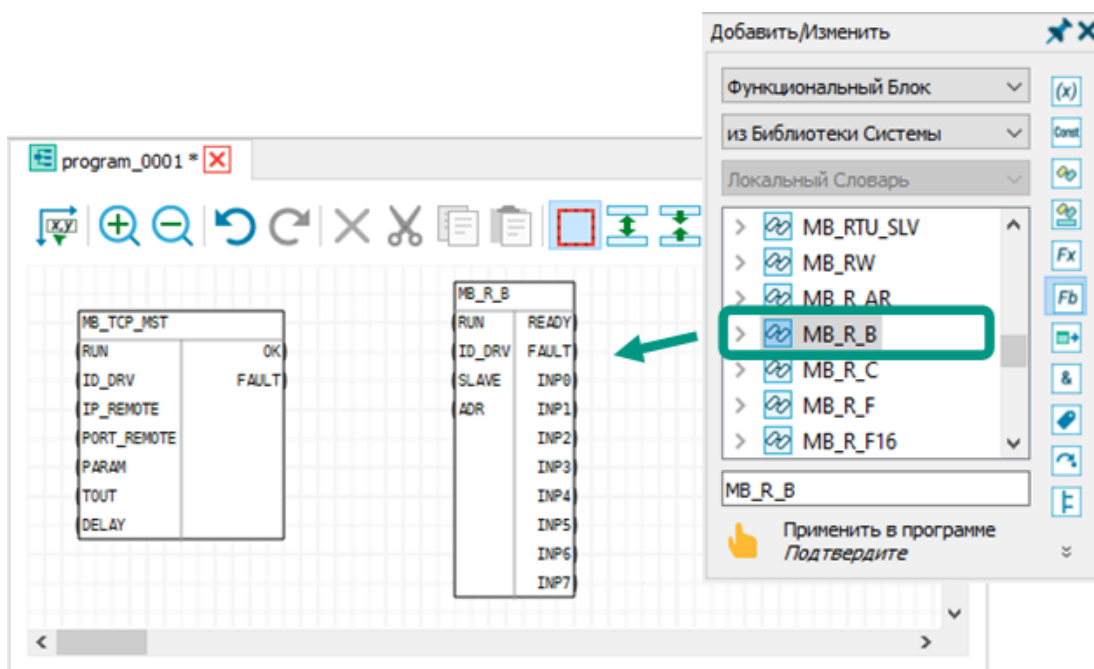 Добавить/Изменить
Функциональный Блок
из Библиотеки Системы
Локальный Словарь
MB_RTU_SLV
MB_RW
MB_R_AR
MB_R_B
MB_R_C
MB_R_F
MB_R_F16
MB_R_B
Применить в программе
Подтвердите
(x)
Const
Fx
Fb
&
program_0001 *
x,y
MB_TCP_MST
RUN OK
ID_DRV FAULT
IP_REMOTE
PORT_REMOTE
PARAM
TOUT
DELAY
MB_R_B
RUN READY
ID_DRV FAULT
SLAVE INP0
ADR INP1
INP2
INP3
INP4
INP5
INP6
INP7